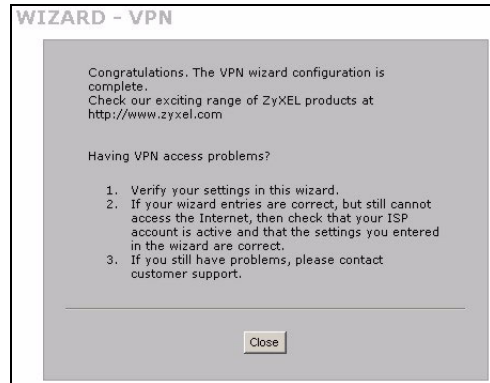 WIZARD - VPN
Congratulations. The VPN wizard configuration is
complete.
Check our exciting range of ZyXEL products at
http://www.zyxel.com
Having VPN access problems?
1. Verify your settings in this wizard.
2. If your wizard entries are correct, but still cannot
access the Internet, then check that your ISP
account is active and that the settings you entered
in the wizard are correct.
3. If you still have problems, please contact
customer support.
Close